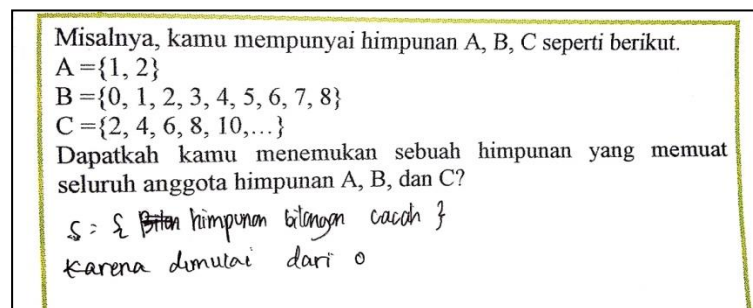 Misalnya, kamu mempunyai himpunan A, B, C seperti berikut.
A ={1, 2}
B ={0, 1, 2, 3, 4, 5, 6, 7, 8}
C ={2, 4, 6, 8, 10,…}
Dapatkah kamu menemukan sebuah himpunan yang memuat
seluruh anggota himpunan A, B, dan C?
S = { himpunan bilangan cacah }
Karena dimulai dari 0